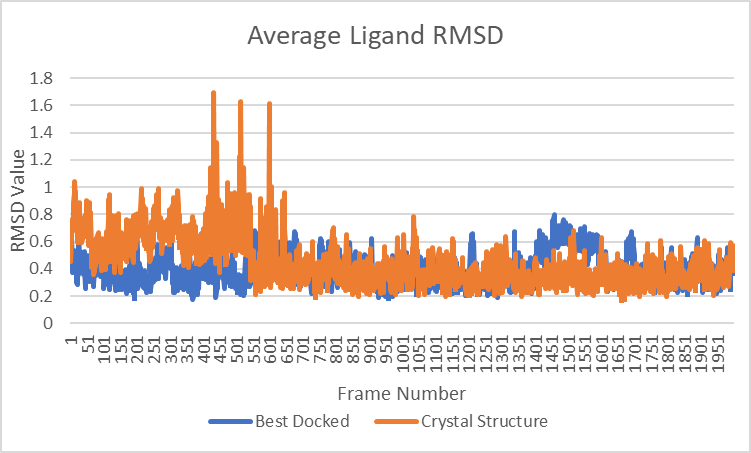 Average Ligand RMSD
1.8
1.6
1.4
1.2
1
0.8
0.6
0.4
0.2
0
RMSD Value
1 51 101 151 201 251 301 351 401 451 501 551 601 651 701 751 801 851 901 951 1001 1051 1101 1151 1201 1251 1301 1351 1401 1451 1501 1551 1601 1651 1701 1751 1801 1851 1901 1951
Frame Number
Best Docked Crystal Structure